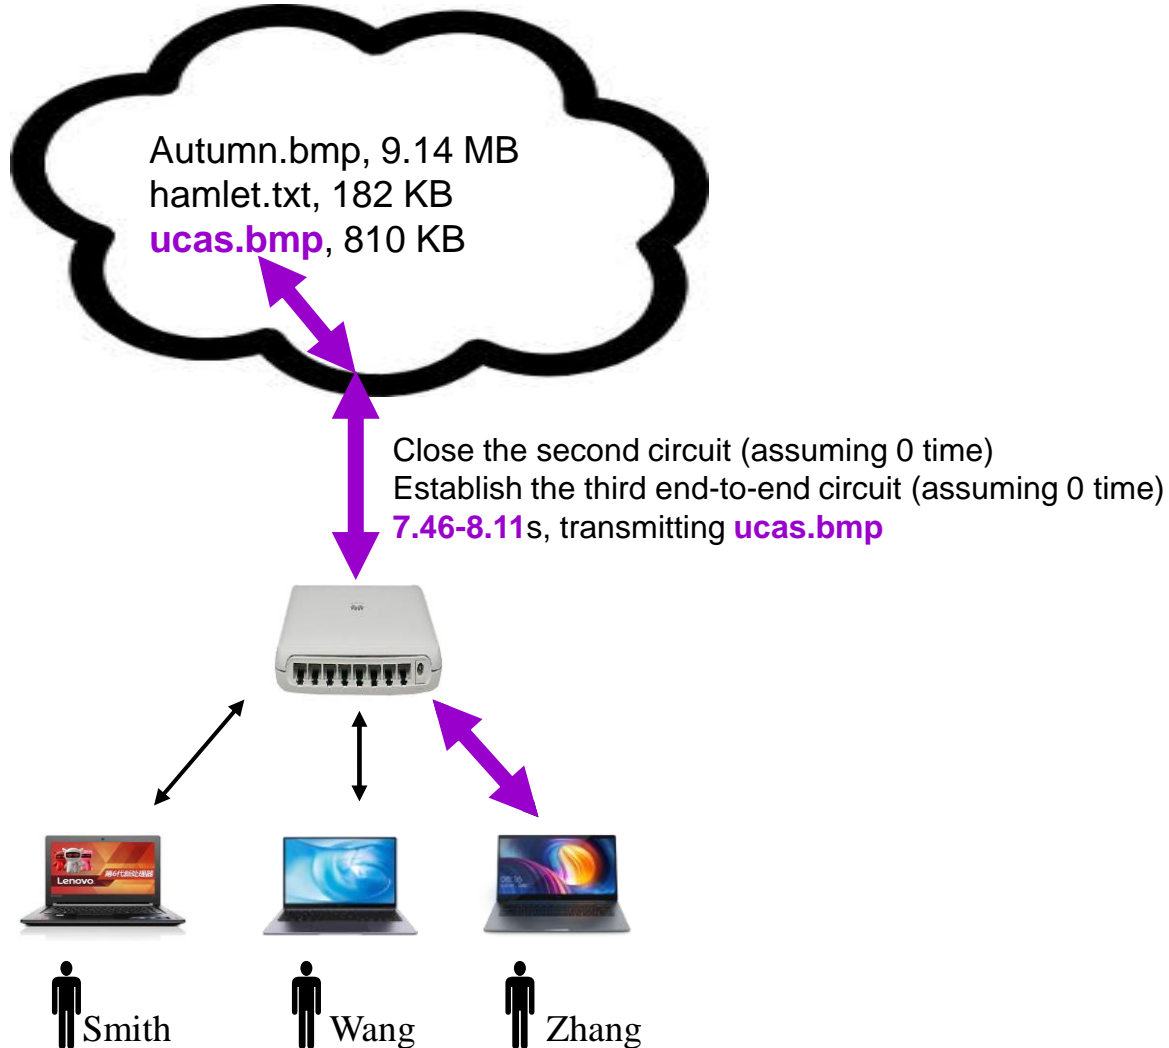 Autumn.bmp, 9.14 MB
hamlet.txt, 182 KB
ucas.bmp, 810 KB
Close the second circuit (assuming 0 time)
Establish the third end-to-end circuit (assuming 0 time)
7.46-8.11s, transmitting ucas.bmp
Lenovo
Smith
Wang
Zhang